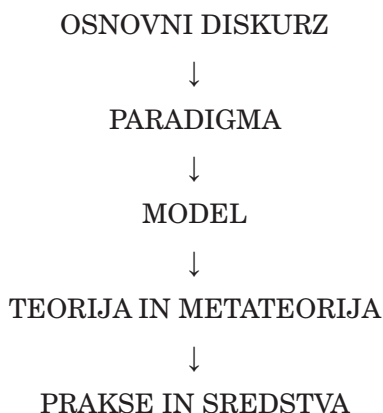 OSNOVNI DISKURZ
↓
PARADIGMA
↓
MODEL
↓
TEORIJA IN METATEORIJA
↓
PRAKSE IN SREDSTVA